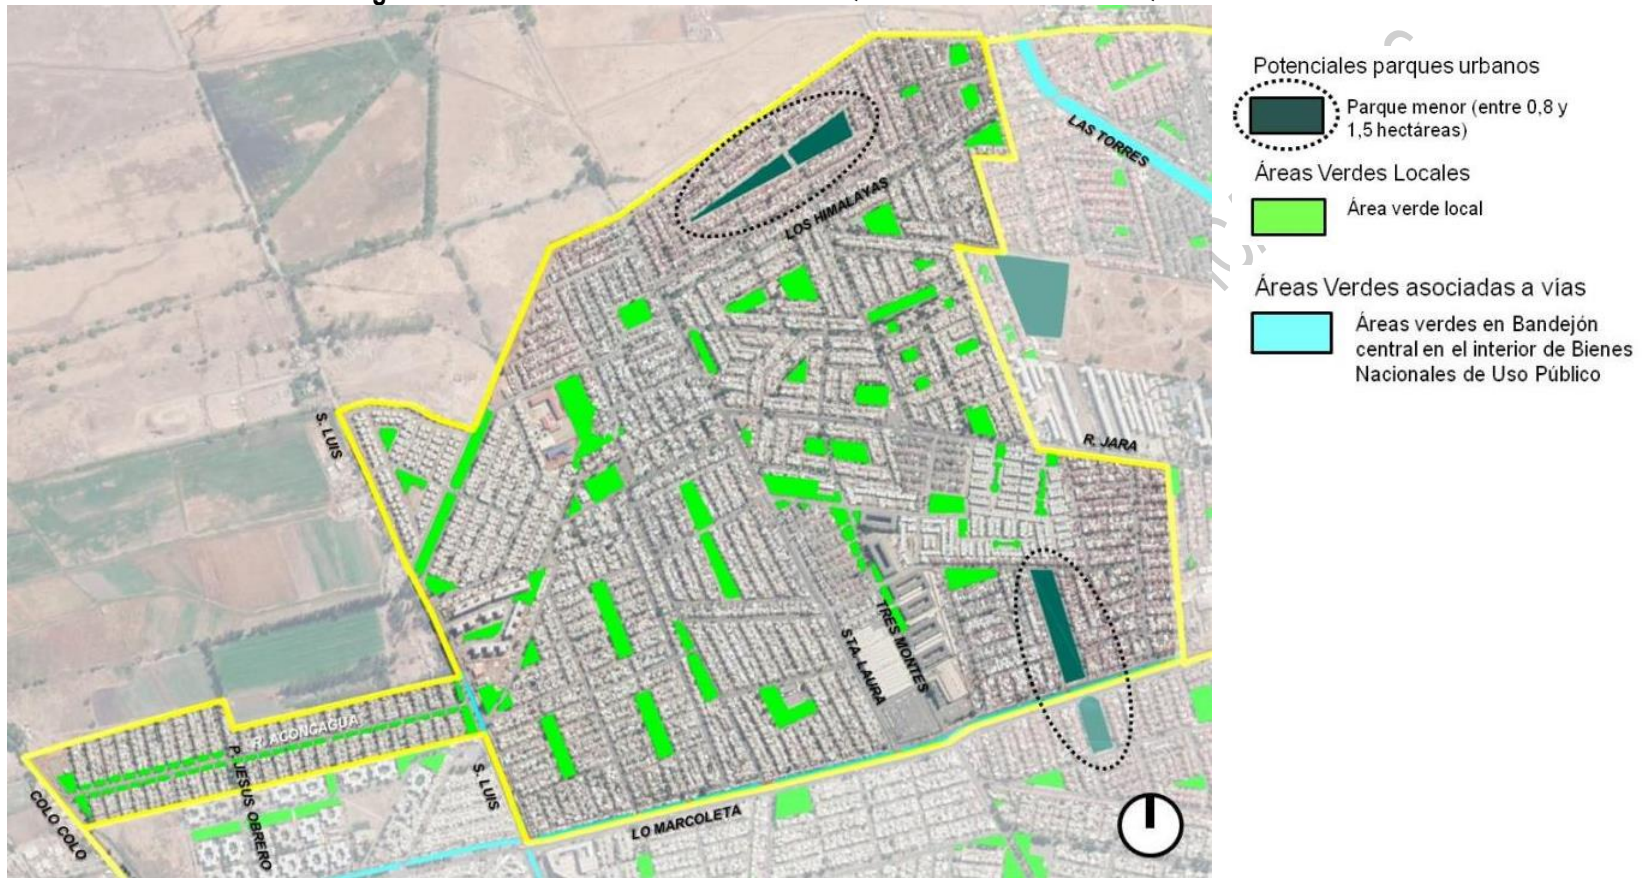 Potenciales parques urbanos
Parque menor (entre 0,8 y
1,5 hectáreas)
Áreas Verdes Locales
Área verde local
Áreas Verdes asociadas a vías
Áreas verdes en Bandejón
central en el interior de Bienes
Nacionales de Uso Público
LAS TORRES
LOS HIMALAYAS
S. LUIS
R. JARA
TRES MONTES
STA. LAURA
R. ACONCAGUA
P. JESUS OBRERO
S. LUIS
COLO COLO
LO MARCOLETA